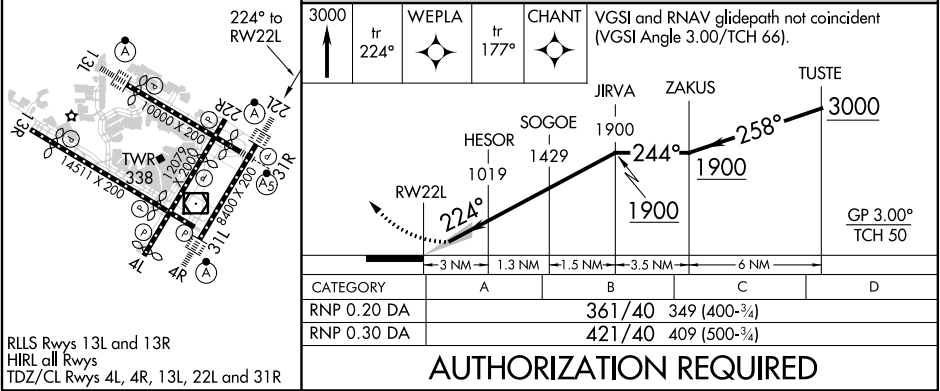 224° to
RW22L
A
13L
P
10000 X 200
22R
P
A
22L
13R
P
14511 X 200
TWR
338
12079
X 200
P
P
8400 X 200
31R
A5
P
P
P
31L
4L
4R
A
RLLS Rwys 13L and 13R
HIRL all Rwys
TDZ/CL Rwys 4L, 4R, 13L, 22L and 31R
3000
tr
224°
WEPLA
tr
177°
CHANT
VGSI and RNAV glidepath not coincident
(VGSI Angle 3.00/TCH 66).
TUSTE
ZAKUS
JIRVA
SOGOE
HESOR
3000
258°
1900
244°
1900
1429
1019
1900
RW22L
224°
GP 3.00°
TCH 50
3 NM
1.3 NM
1.5 NM
3.5 NM
6 NM
CATEGORY A B C D
RNP 0.20 DA 361/40 349 (400-¾)
RNP 0.30 DA 421/40 409 (500-¾)
AUTHORIZATION REQUIRED